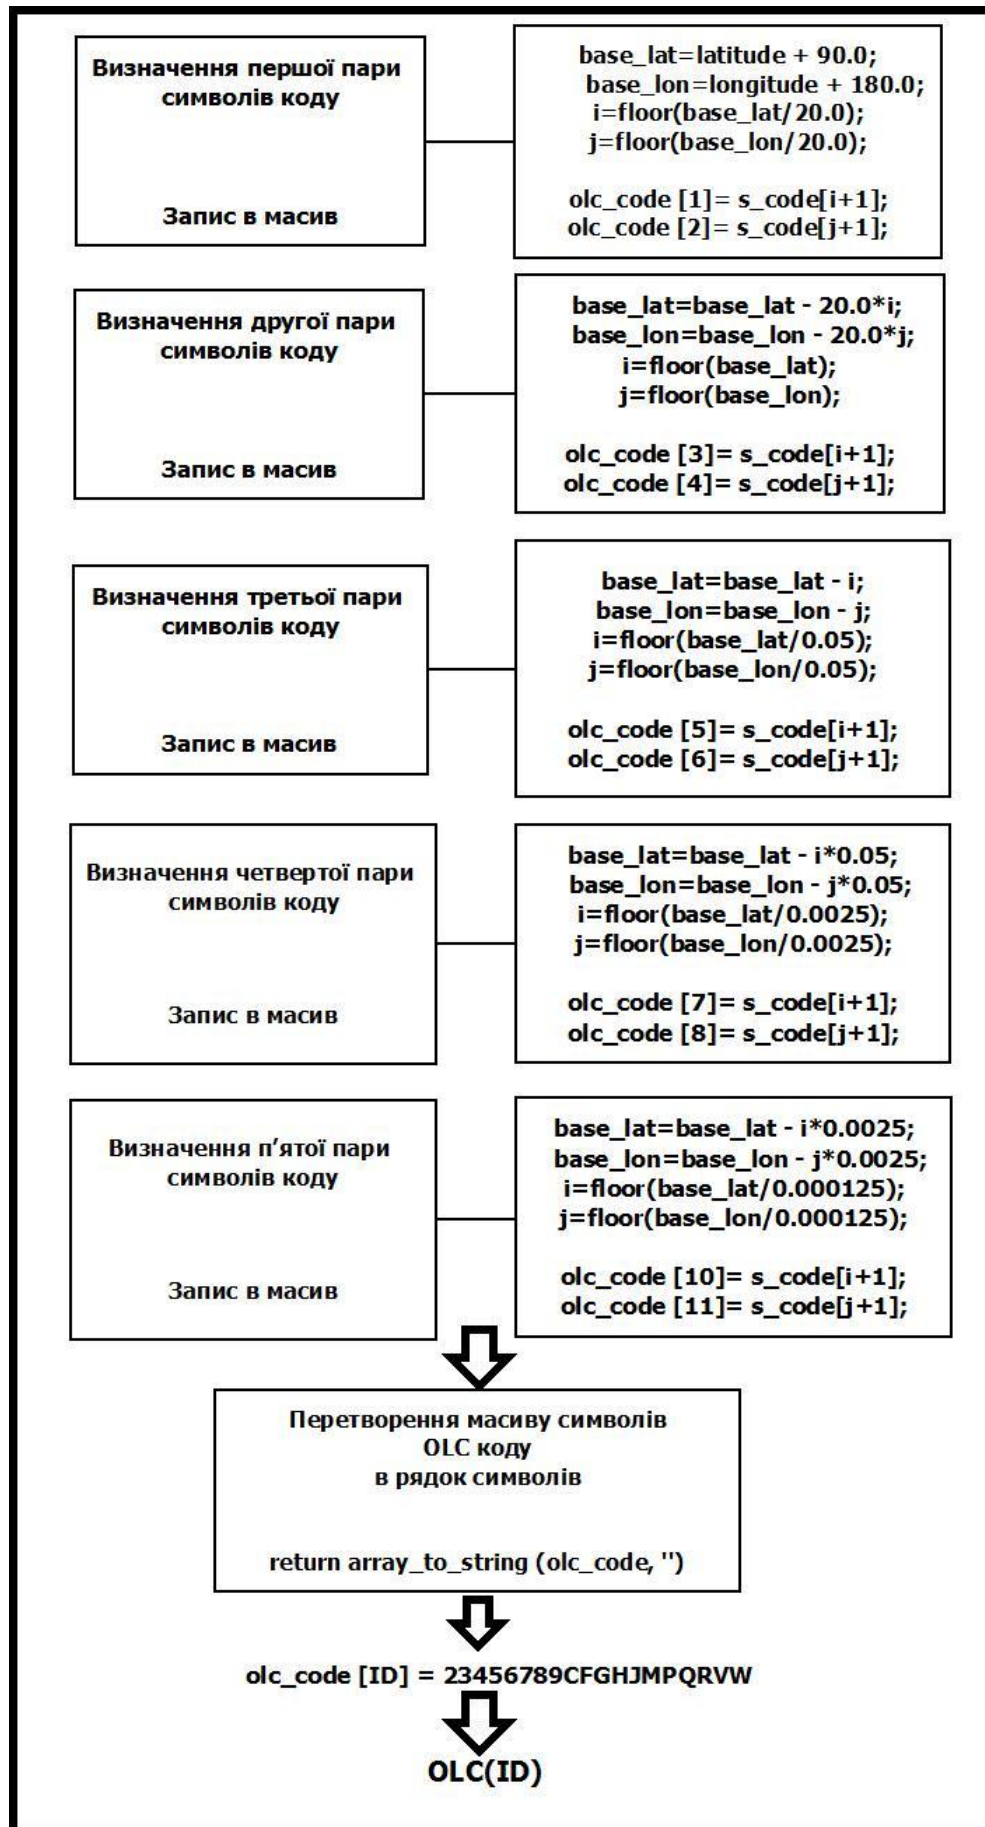 Визначення першої пари
символів коду
Запис в масив
base_lat=latitude + 90.0;
base_lon=longitude + 180.0;
i=floor(base_lat/20.0);
j=floor(base_lon/20.0);
olc_code [1]= s_code[i+1];
olc_code [2]= s_code[j+1];
Визначення другої пари
символів коду
Запис в масив
base_lat=base_lat - 20.0*i;
base_lon=base_lon - 20.0*j;
i=floor(base_lat);
j=floor(base_lon);
olc_code [3]= s_code[i+1];
olc_code [4]= s_code[j+1];
Визначення третьої пари
символів коду
Запис в масив
base_lat=base_lat - i;
base_lon=base_lon - j;
i=floor(base_lat/0.05);
j=floor(base_lon/0.05);
olc_code [5]= s_code[i+1];
olc_code [6]= s_code[j+1];
Визначення четвертої пари
символів коду
Запис в масив
base_lat=base_lat - i*0.05;
base_lon=base_lon - j*0.05;
i=floor(base_lat/0.0025);
j=floor(base_lon/0.0025);
olc_code [7]= s_code[i+1];
olc_code [8]= s_code[j+1];
Визначення п’ятої пари
символів коду
Запис в масив
base_lat=base_lat - i*0.0025;
base_lon=base_lon - j*0.0025;
i=floor(base_lat/0.000125);
j=floor(base_lon/0.000125);
olc_code [10]= s_code[i+1];
olc_code [11]= s_code[j+1];
Перетворення масиву символів
OLC коду
в рядок символів
return array_to_string (olc_code, '')
olc_code [ID] = 23456789CFGHJMPQRVW
OLC(ID)